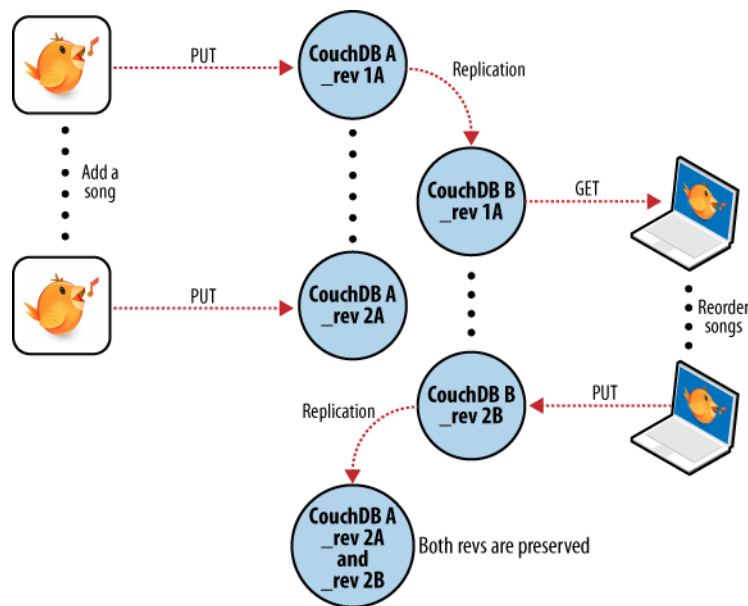 PUT
CouchDB A
_rev 1A
Replication
Add a
song
CouchDB B
_rev 1A
GET
PUT
CouchDB A
_rev 2A
Reorder
songs
CouchDB B
_rev 2B
PUT
Replication
CouchDB A
_rev 2A
and
_rev 2B
Both revs are preserved